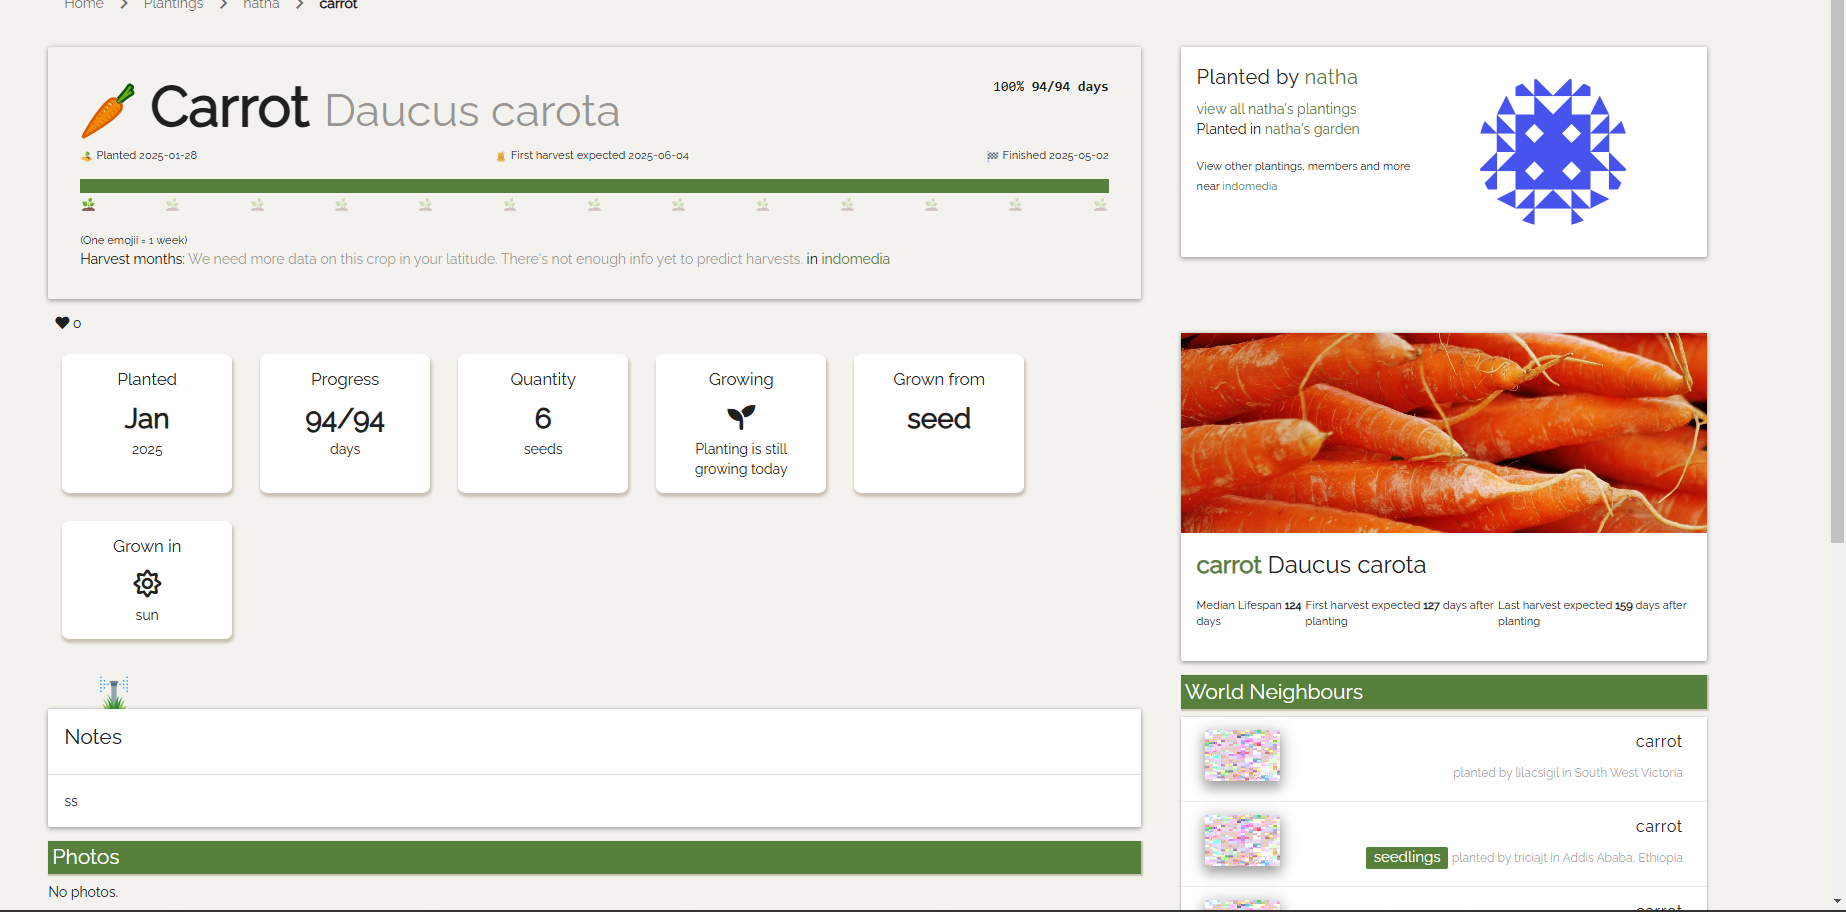 Home > Plantings > natha > carrot
Carrot Daucus carota
100% 94/94 days
Planted 2025-01-28
First harvest expected 2025-06-04
Finished 2025-05-02
(One emojii = 1 week)
Harvest months: We need more data on this crop in your latitude. There's not enough info yet to predict harvests. in indomedia
0
Planted
Jan
2025
Progress
94/94
days
Quantity
6
seeds
Growing
Planting is still
growing today
Grown from
seed
Grown in
sun
Notes
ss
Photos
No photos.
Planted by natha
view all natha's plantings
Planted in natha's garden
View other plantings, members and more
near indomedia
carrot Daucus carota
Median Lifespan 124
days
First harvest expected 127 days after
planting
Last harvest expected 159 days after
planting
World Neighbours
carrot
planted by lilacsigil in South West Victoria
carrot
seedlings planted by triciajt in Addis Ababa, Ethiopia
carrot